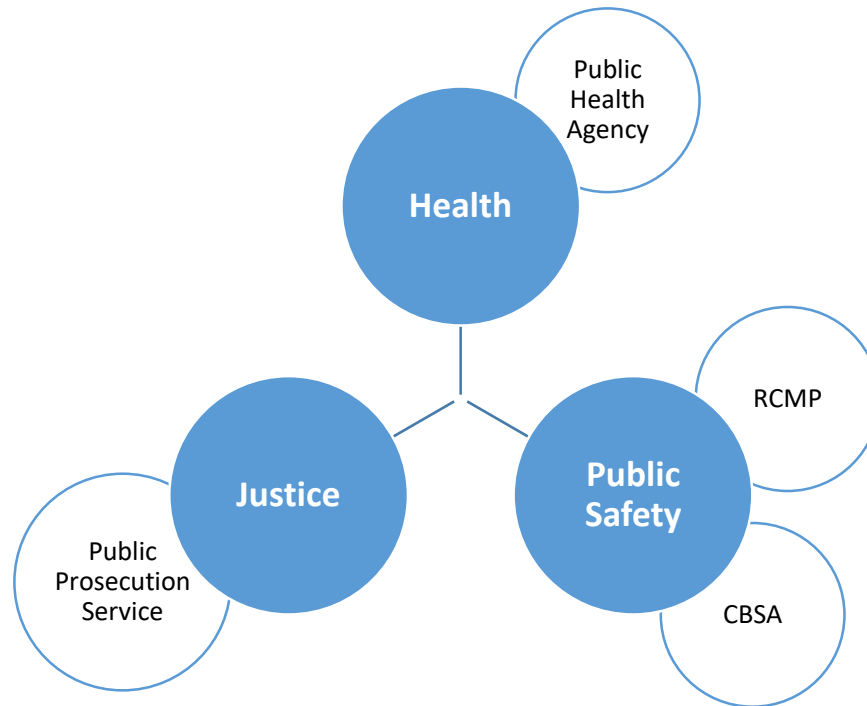 Public
Health
Agency
Health
RCMP
Public
Safety
Justice
Public
Prosecution
Service
CBSA